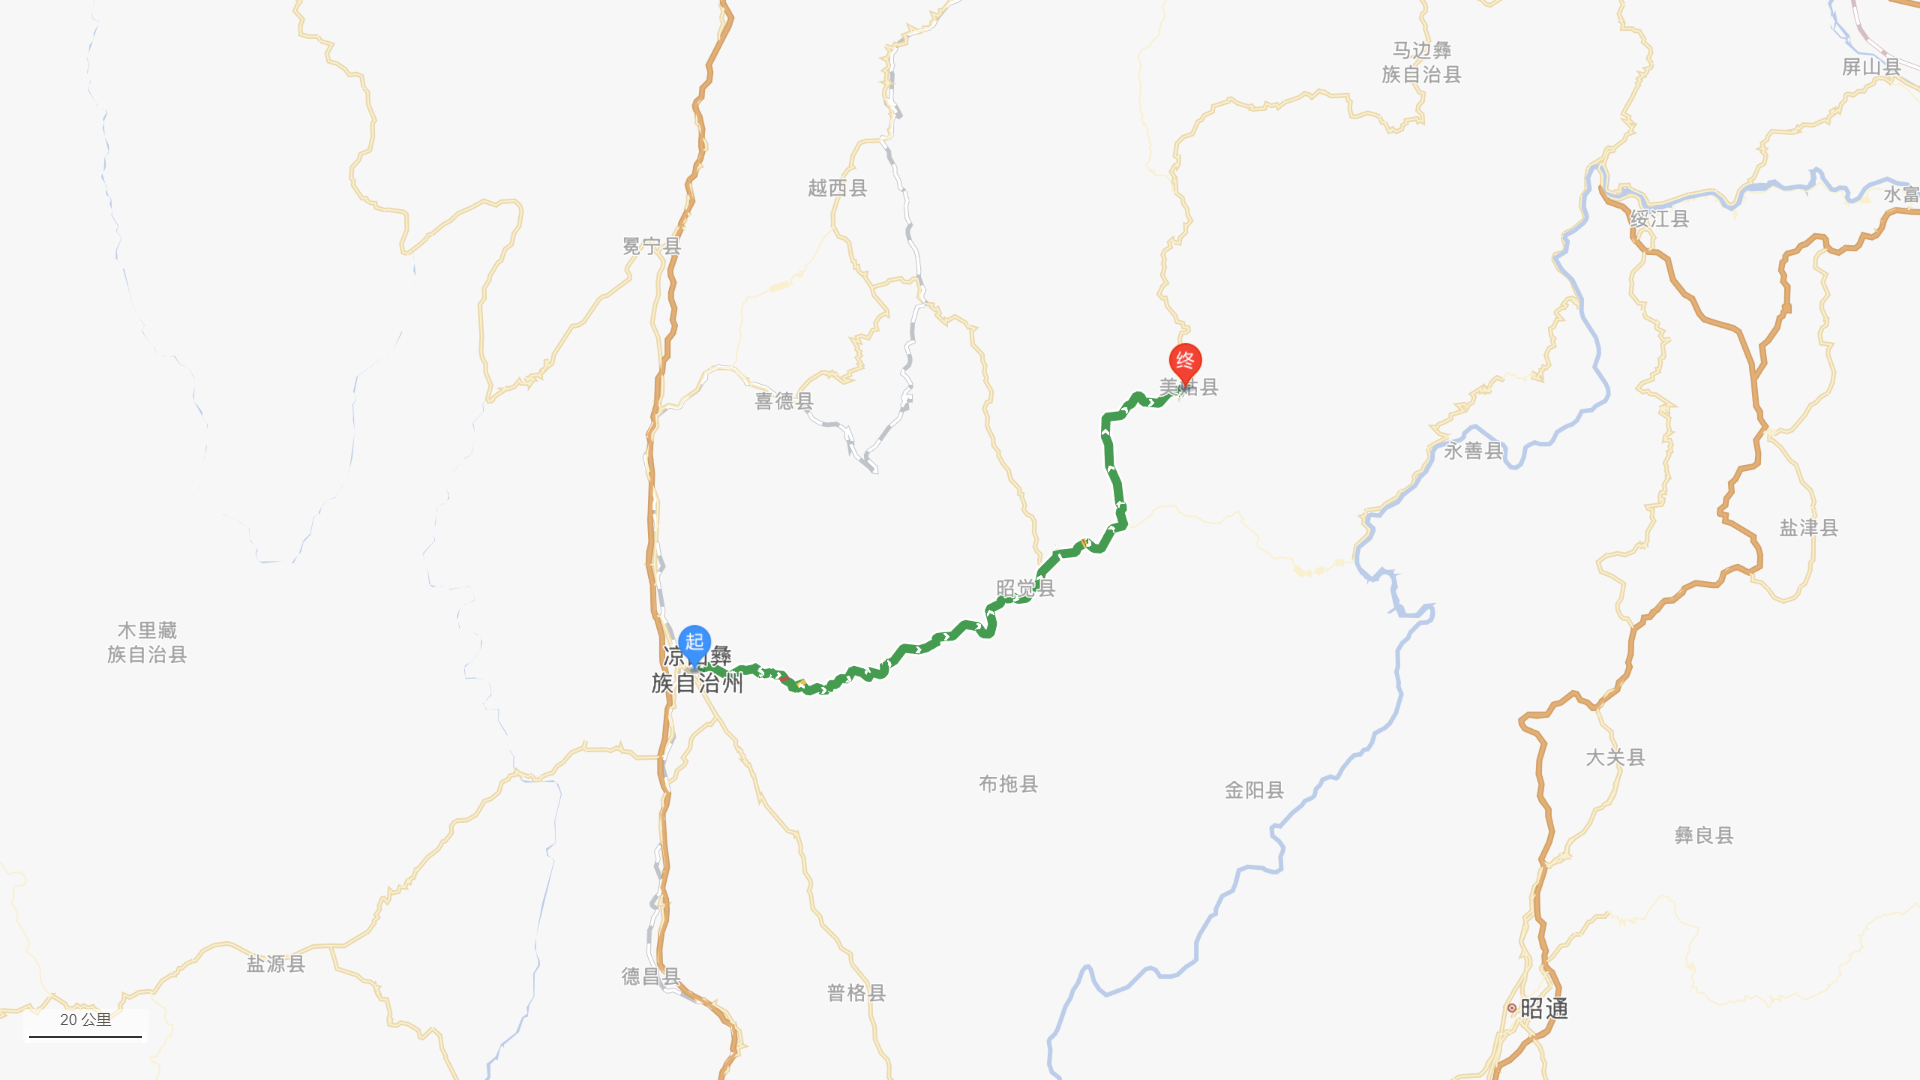 马边彝
族自治县
屏山县
越西县
水富
绥江县
冕宁县
终
美姑县
喜德县
永善县
盐津县
昭觉县
木里藏
族自治县
起
凉山彝
族自治州
大关县
布拖县
金阳县
彝良县
盐源县
德昌县
普格县
昭通
20 公里